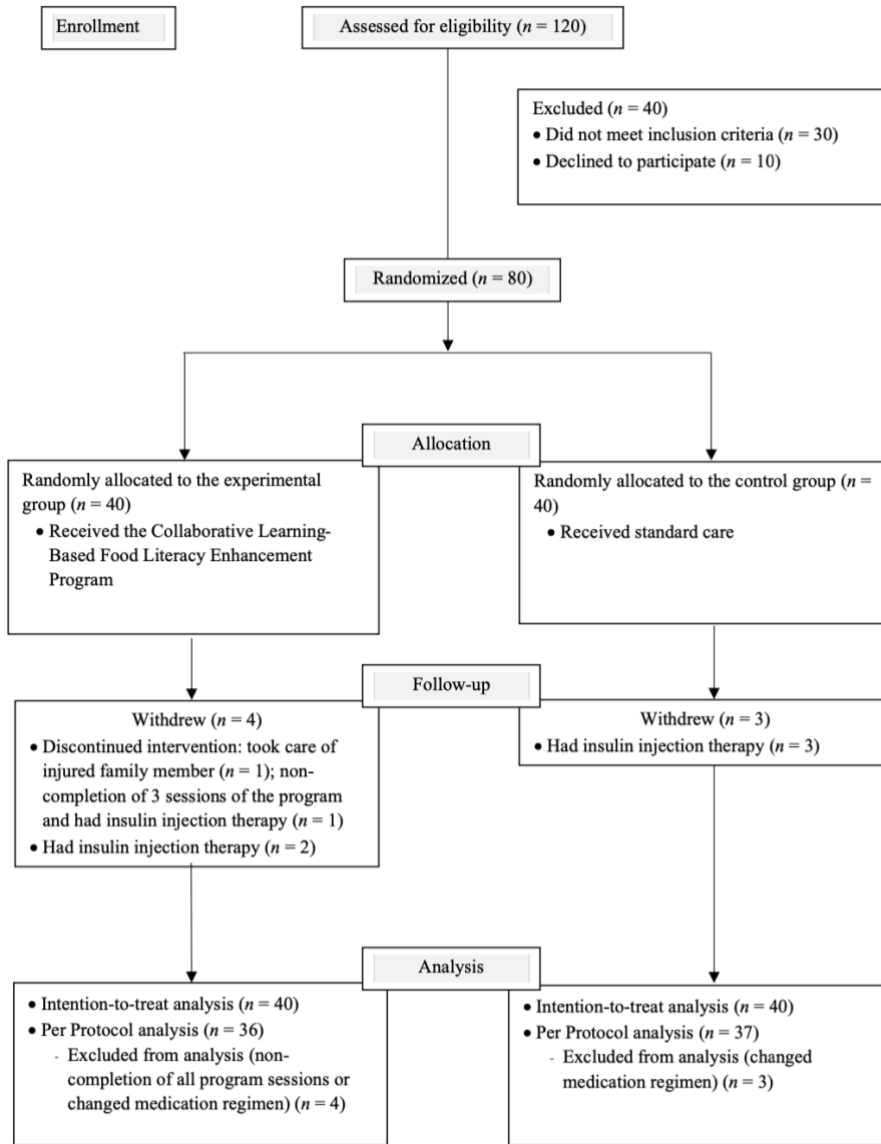 Enrollment
Assessed for eligibility (n = 120)
Excluded (n = 40)
• Did not meet inclusion criteria (n = 30)
• Declined to participate (n = 10)
Randomized (n = 80)
Allocation
Randomly allocated to the experimental
group (n = 40)
• Received the Collaborative Learning-
Based Food Literacy Enhancement
Program
Randomly allocated to the control group (n =
40)
• Received standard care
Follow-up
Withdrew (n = 4)
• Discontinued intervention: took care of
injured family member (n = 1); non-
completion of 3 sessions of the program
and had insulin injection therapy (n = 1)
• Had insulin injection therapy (n = 2)
Withdrew (n = 3)
• Had insulin injection therapy (n = 3)
Analysis
• Intention-to-treat analysis (n = 40)
• Per Protocol analysis (n = 36)
- Excluded from analysis (non-
completion of all program sessions or
changed medication regimen) (n = 4)
• Intention-to-treat analysis (n = 40)
• Per Protocol analysis (n = 37)
- Excluded from analysis (changed
medication regimen) (n = 3)